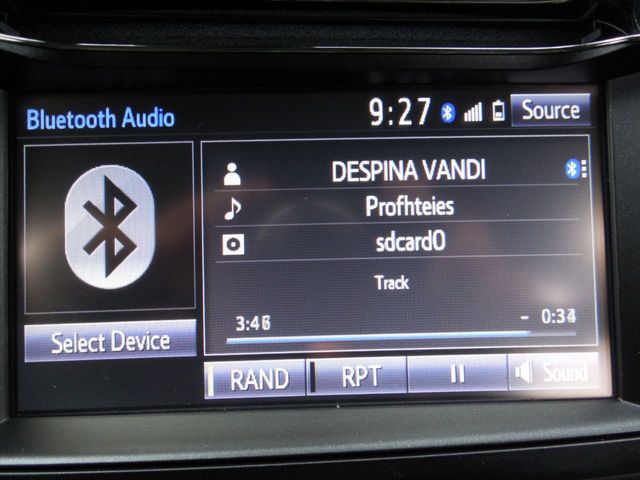 Bluetooth Audio 9:27 Source
DESPINA VANDI
Profhteies
sdcard0
Track
3:46 - 0:34
Select Device
RAND RPT Sound